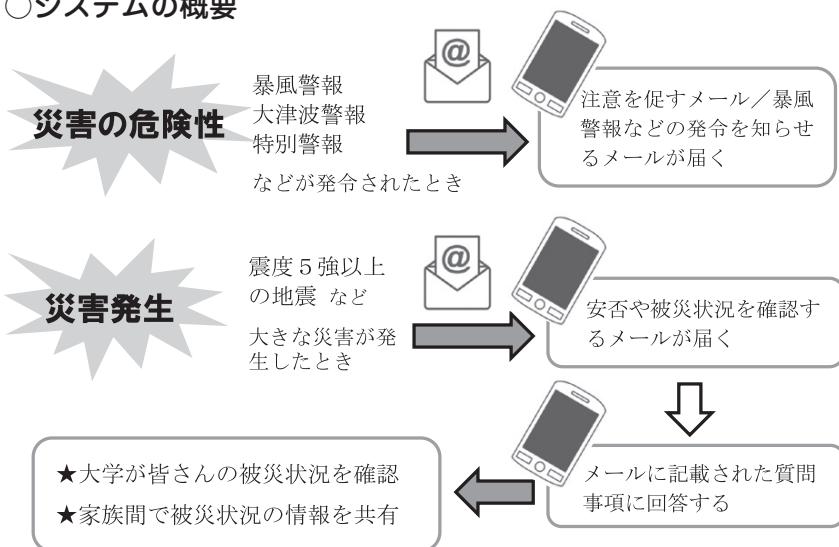 ○システムの概要
災害の危険性
暴風警報
大津波警報
特別警報
などが発令されたとき
@
注意を促すメール／暴風
警報などの発令を知らせ
るメールが届く
災害発生
震度５強以上
の地震 など
大きな災害が発
生したとき
@
安否や被災状況を確認す
るメールが届く
メールに記載された質問
事項に回答する
★大学が皆さんの被災状況を確認
★家族間で被災状況の情報を共有